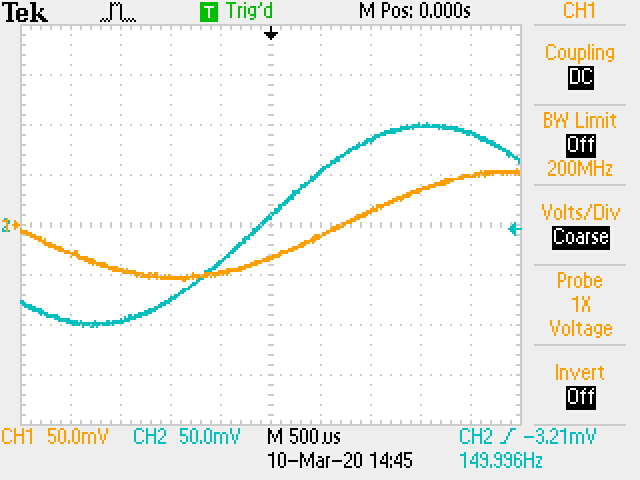 Tek T Trig'd M Pos: 0.000s CH1
Coupling
DC
BW Limit
Off
200MHz
Volts/Div
Coarse
Probe
1X
Voltage
Invert
Off
CH1 50.0mV CH2 50.0mV M 500µs CH2 -3.21mV
10-Mar-20 14:45 149.996Hz